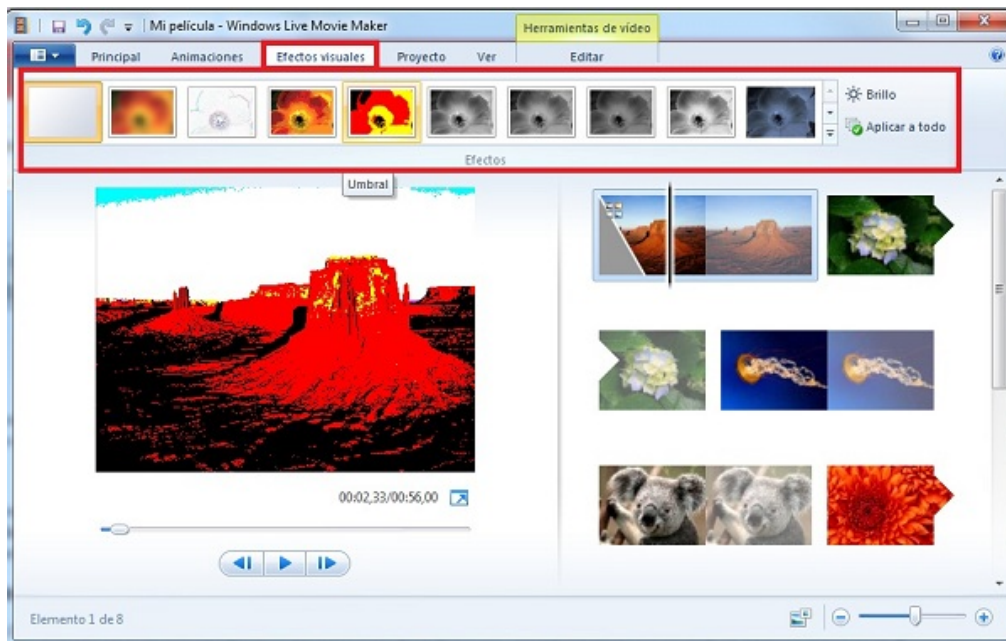 Mi película - Windows Live Movie Maker
Herramientas de vídeo
Principal
Animaciones
Efectos visuales
Proyecto
Ver
Editar
Brillo
Aplicar a todo
Efectos
Umbral
00:02,33/00:56,00
Elemento 1 de 8